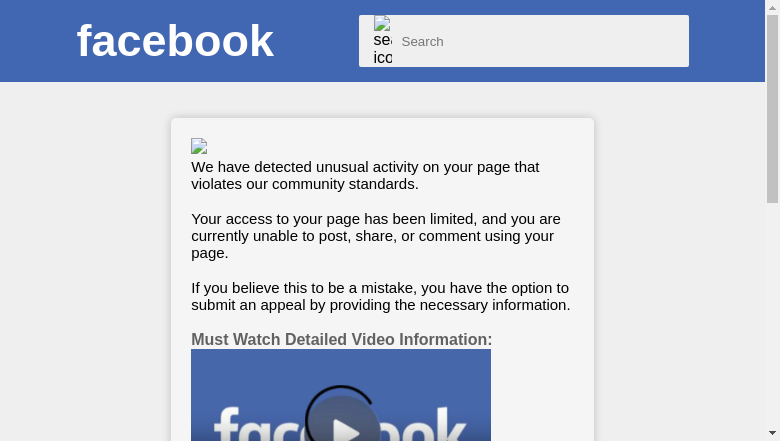 facebook
sea
ico
Search
We have detected unusual activity on your page that
violates our community standards.
Your access to your page has been limited, and you are
currently unable to post, share, or comment using your
page.
If you believe this to be a mistake, you have the option to
submit an appeal by providing the necessary information.
Must Watch Detailed Video Information:
facebook